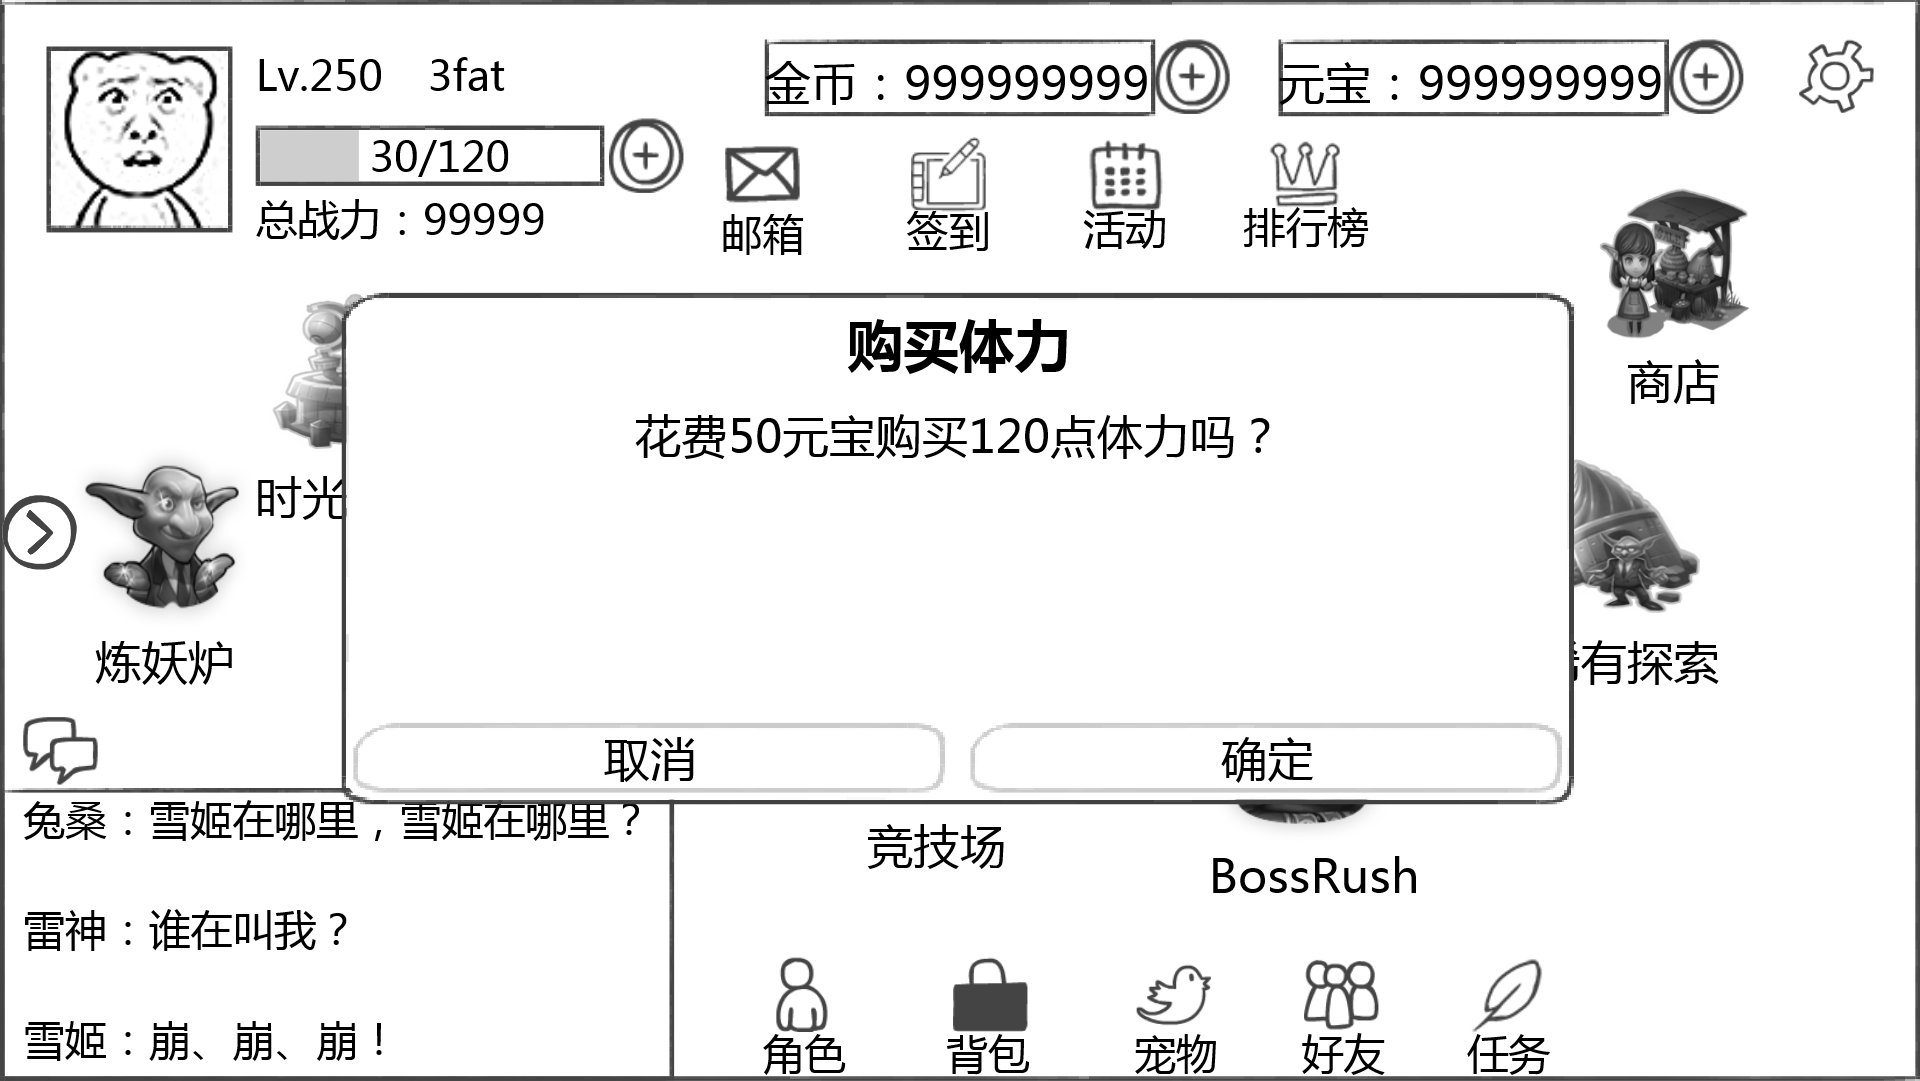 Lv.250 3fat
金币：999999999
元宝：999999999
30/120
总战力：99999
邮箱
签到
活动
排行榜
商店
购买体力
花费50元宝购买120点体力吗？
时光
炼妖炉
有探索
取消
确定
兔桑：雪姬在哪里，雪姬在哪里？
雷神：谁在叫我？
雪姬：崩、崩、崩！
竞技场
BossRush
角色
背包
宠物
好友
任务